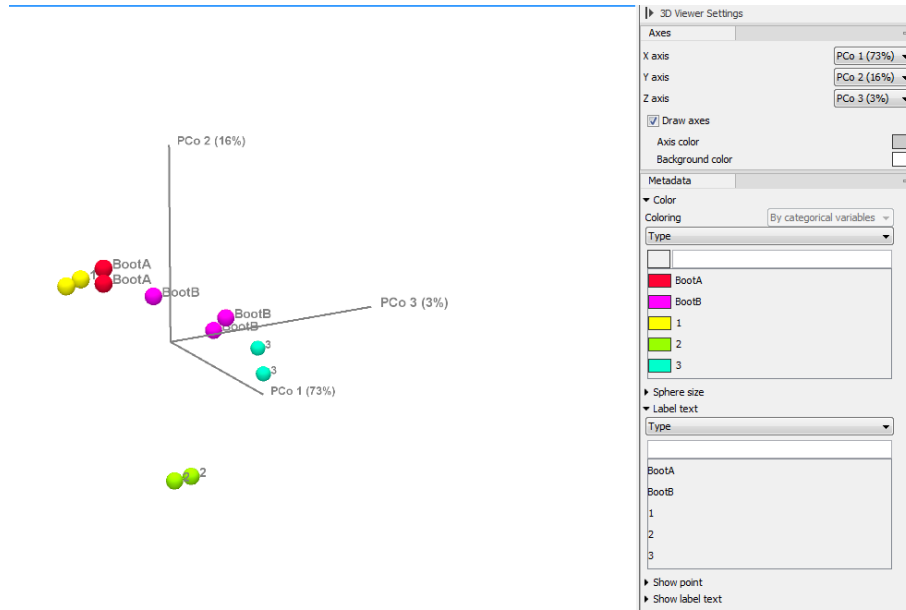 PCo 2 (16%)
1
BootA
BootA
BootB
BootB
BootB
PCo 3 (3%)
3
3
PCo 1 (73%)
2
2
3D Viewer Settings
Axes
X axis PCo 1 (73%)
Y axis PCo 2 (16%)
Z axis PCo 3 (3%)
Draw axes
Axis color
Background color
Metadata
Color
Coloring By categorical variables
Type
BootA
BootB
1
2
3
Sphere size
Label text
Type
BootA
BootB
1
2
3
Show point
Show label text